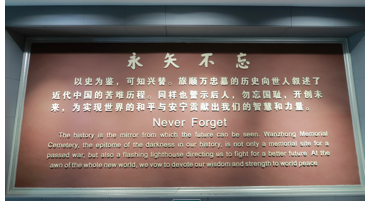 永矢不忘
以史为鉴，可知兴替。旅顺万忠墓的历史向世人叙述了
近代中国的苦难历程。同样也警示后人，勿忘国耻，开创未
来，为实现世界的和平与安宁贡献出我们的智慧和力量。
Never Forget
The history is the mirror from which the future can be seen. Wanzhong Memorial
Cemetery, the epitome of the darkness in our history, is not only a memorial site for a
passed war, but also a flashing lighthouse directing us to fight for a better future. At the
awn of the whole new world, we vow to devote our wisdom and strength to world peace.